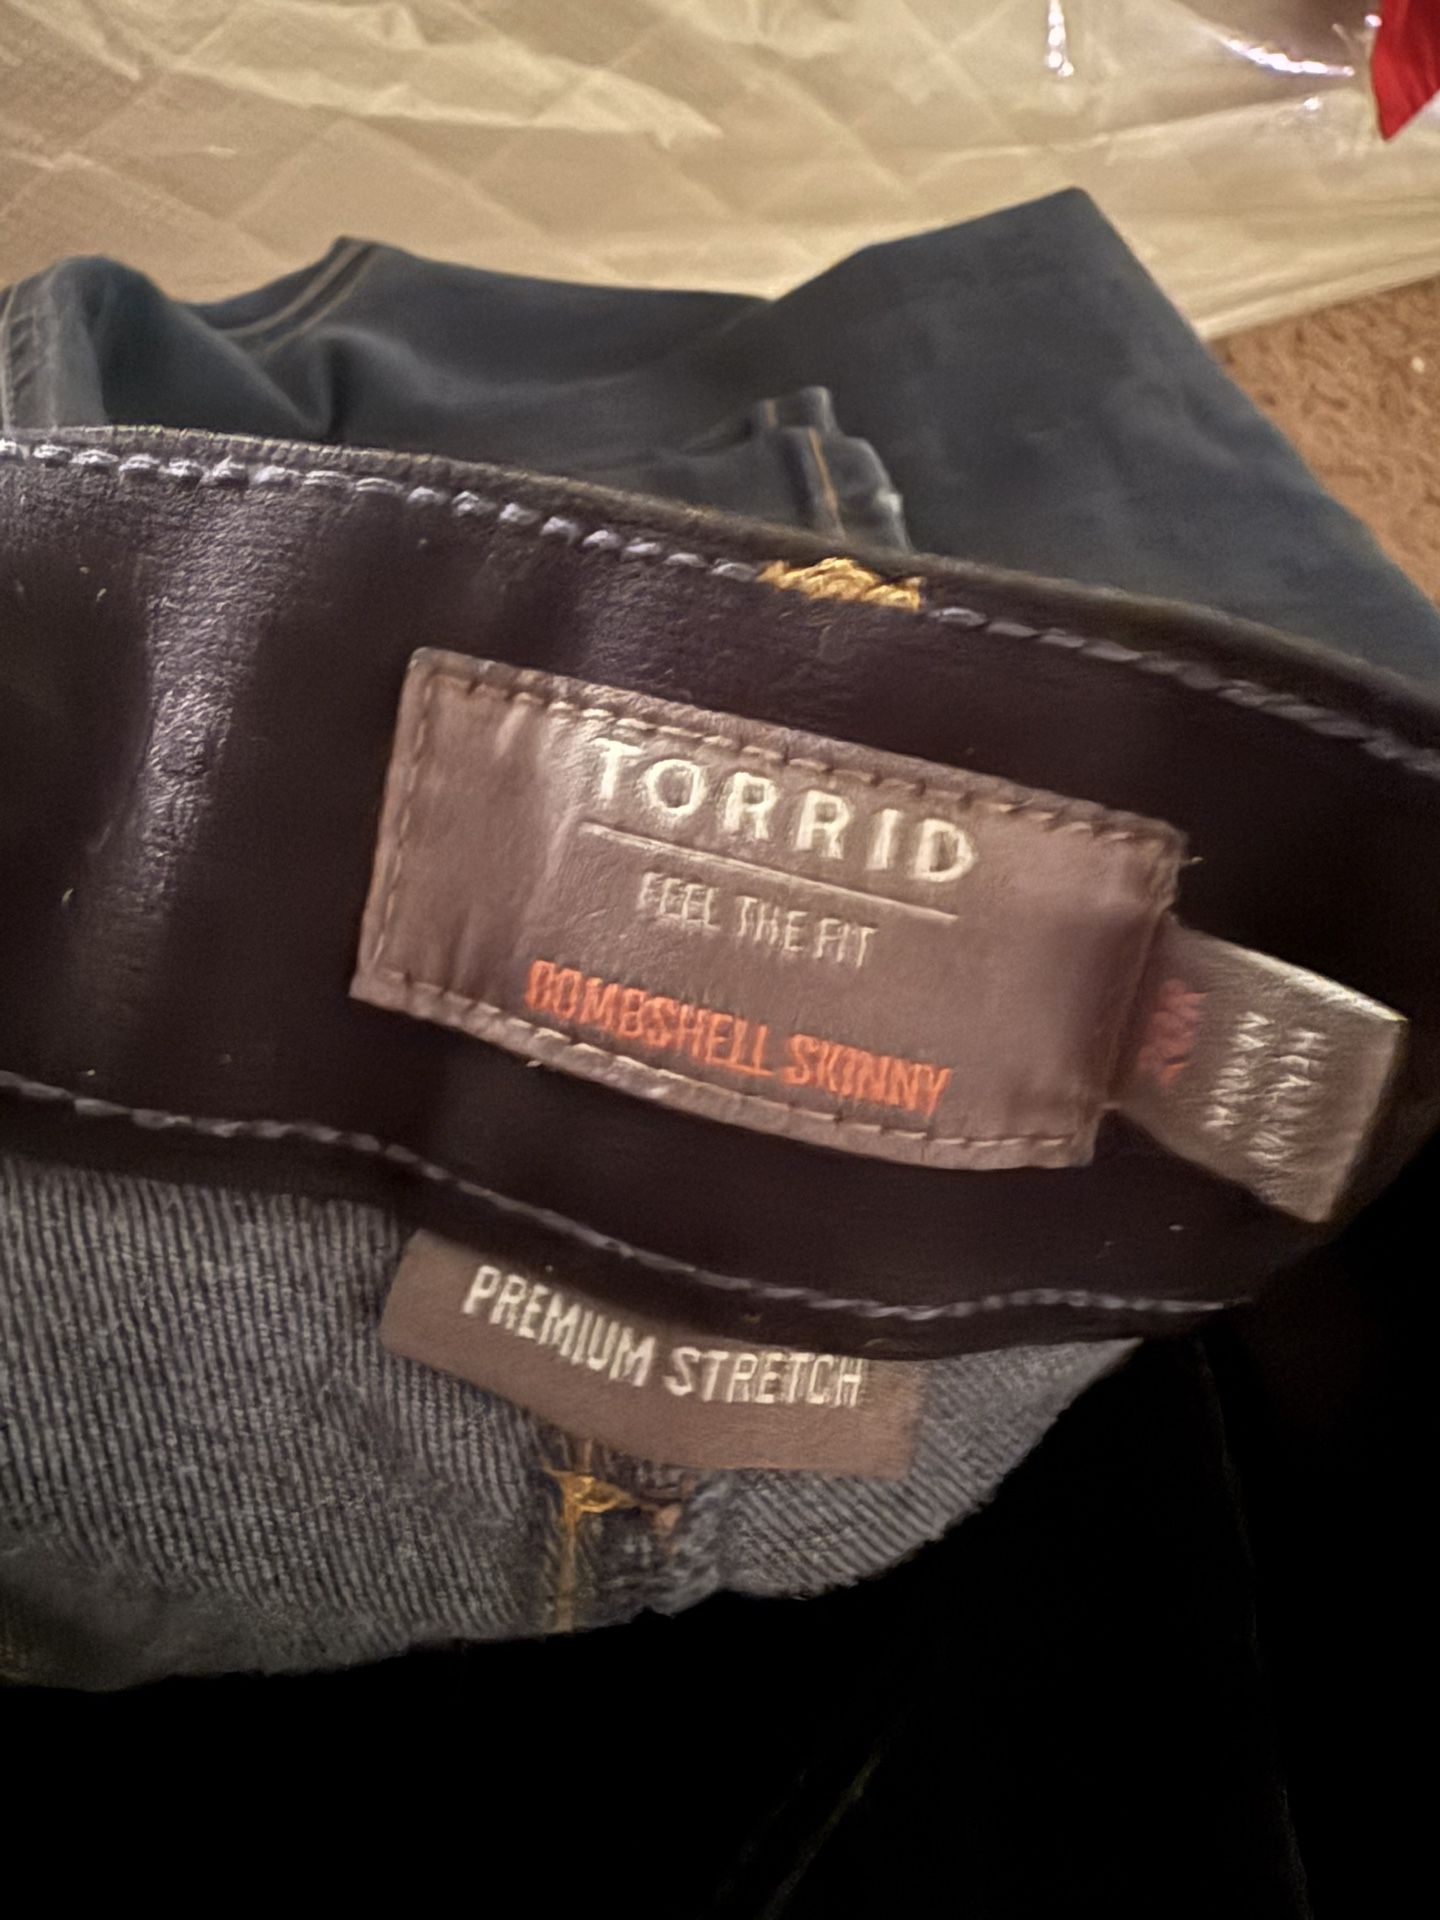 TORRID
FEEL THE FIT
BOMBSHELL SKINNY
PREMIUM STRETCH